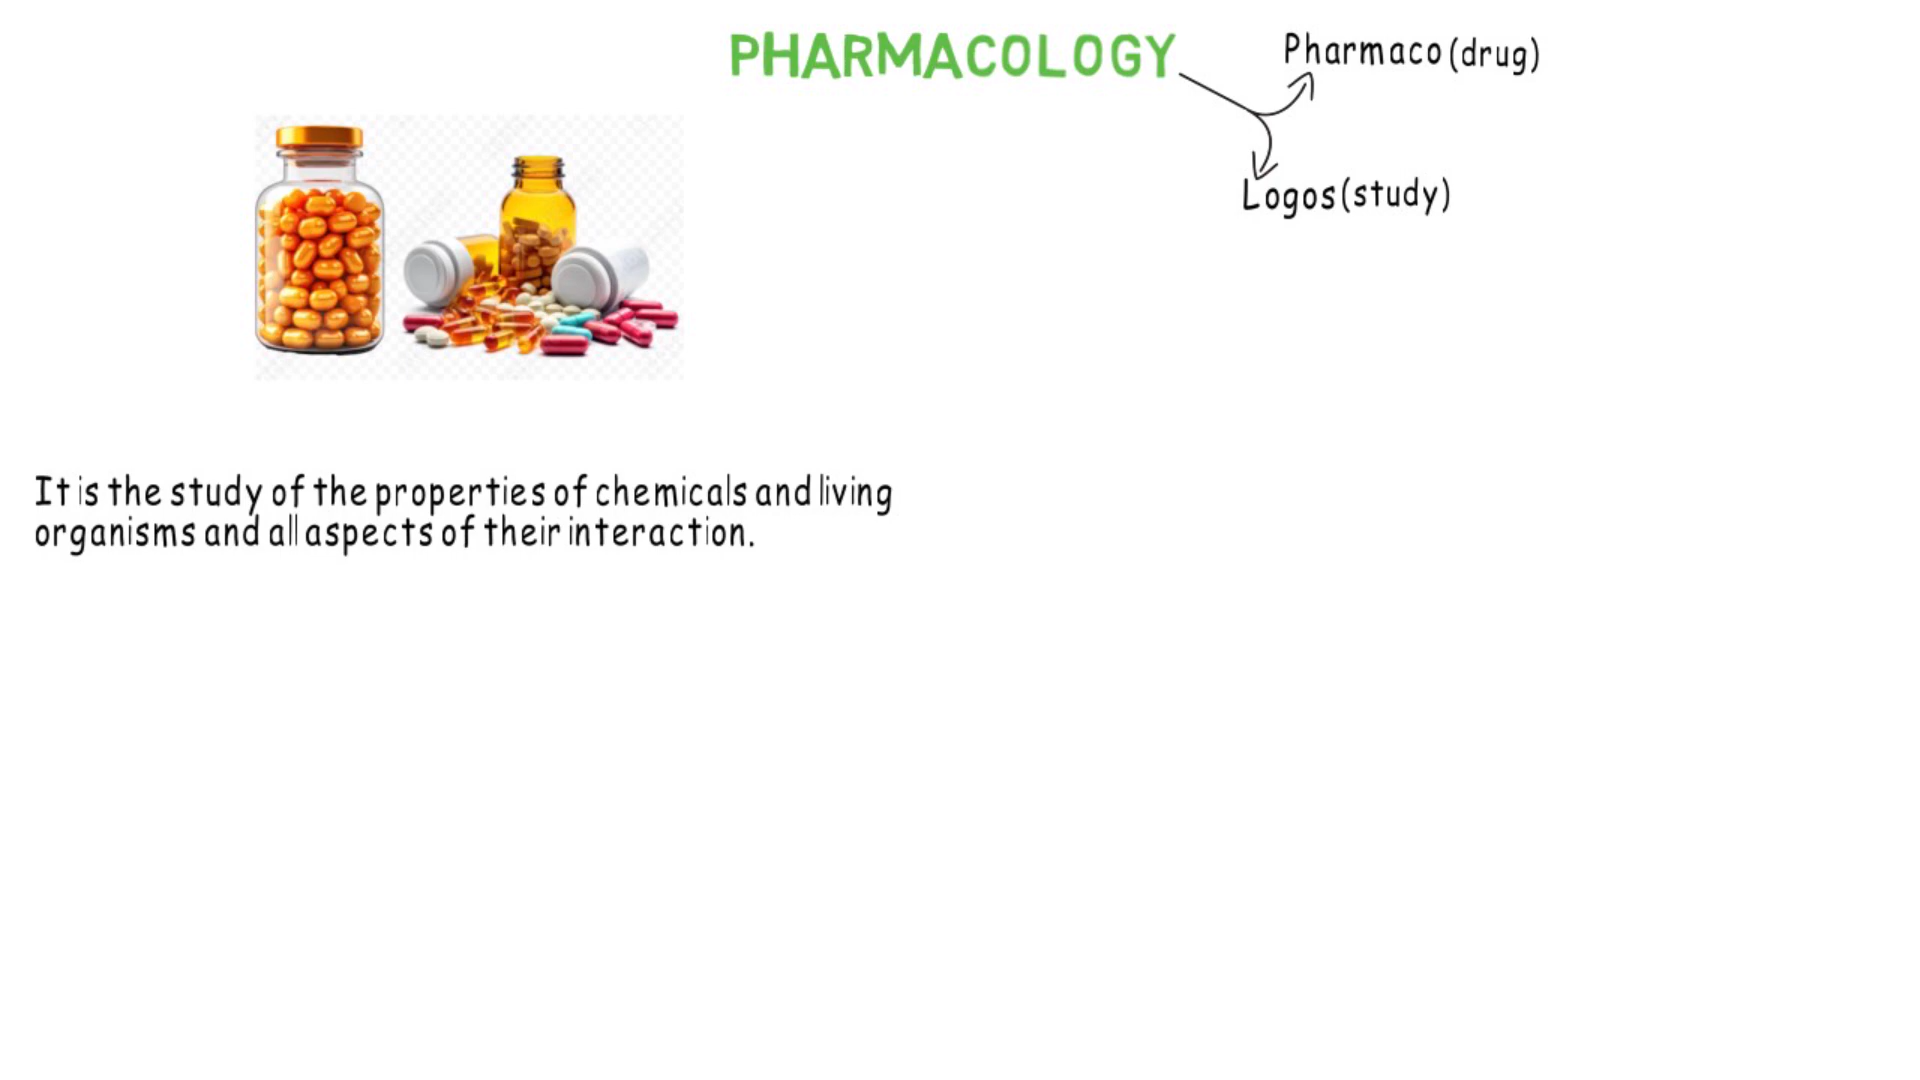 PHARMACOLOGY
Pharmaco (drug)
Logos (study)
It is the study of the properties of chemicals and living
organisms and all aspects of their interaction.